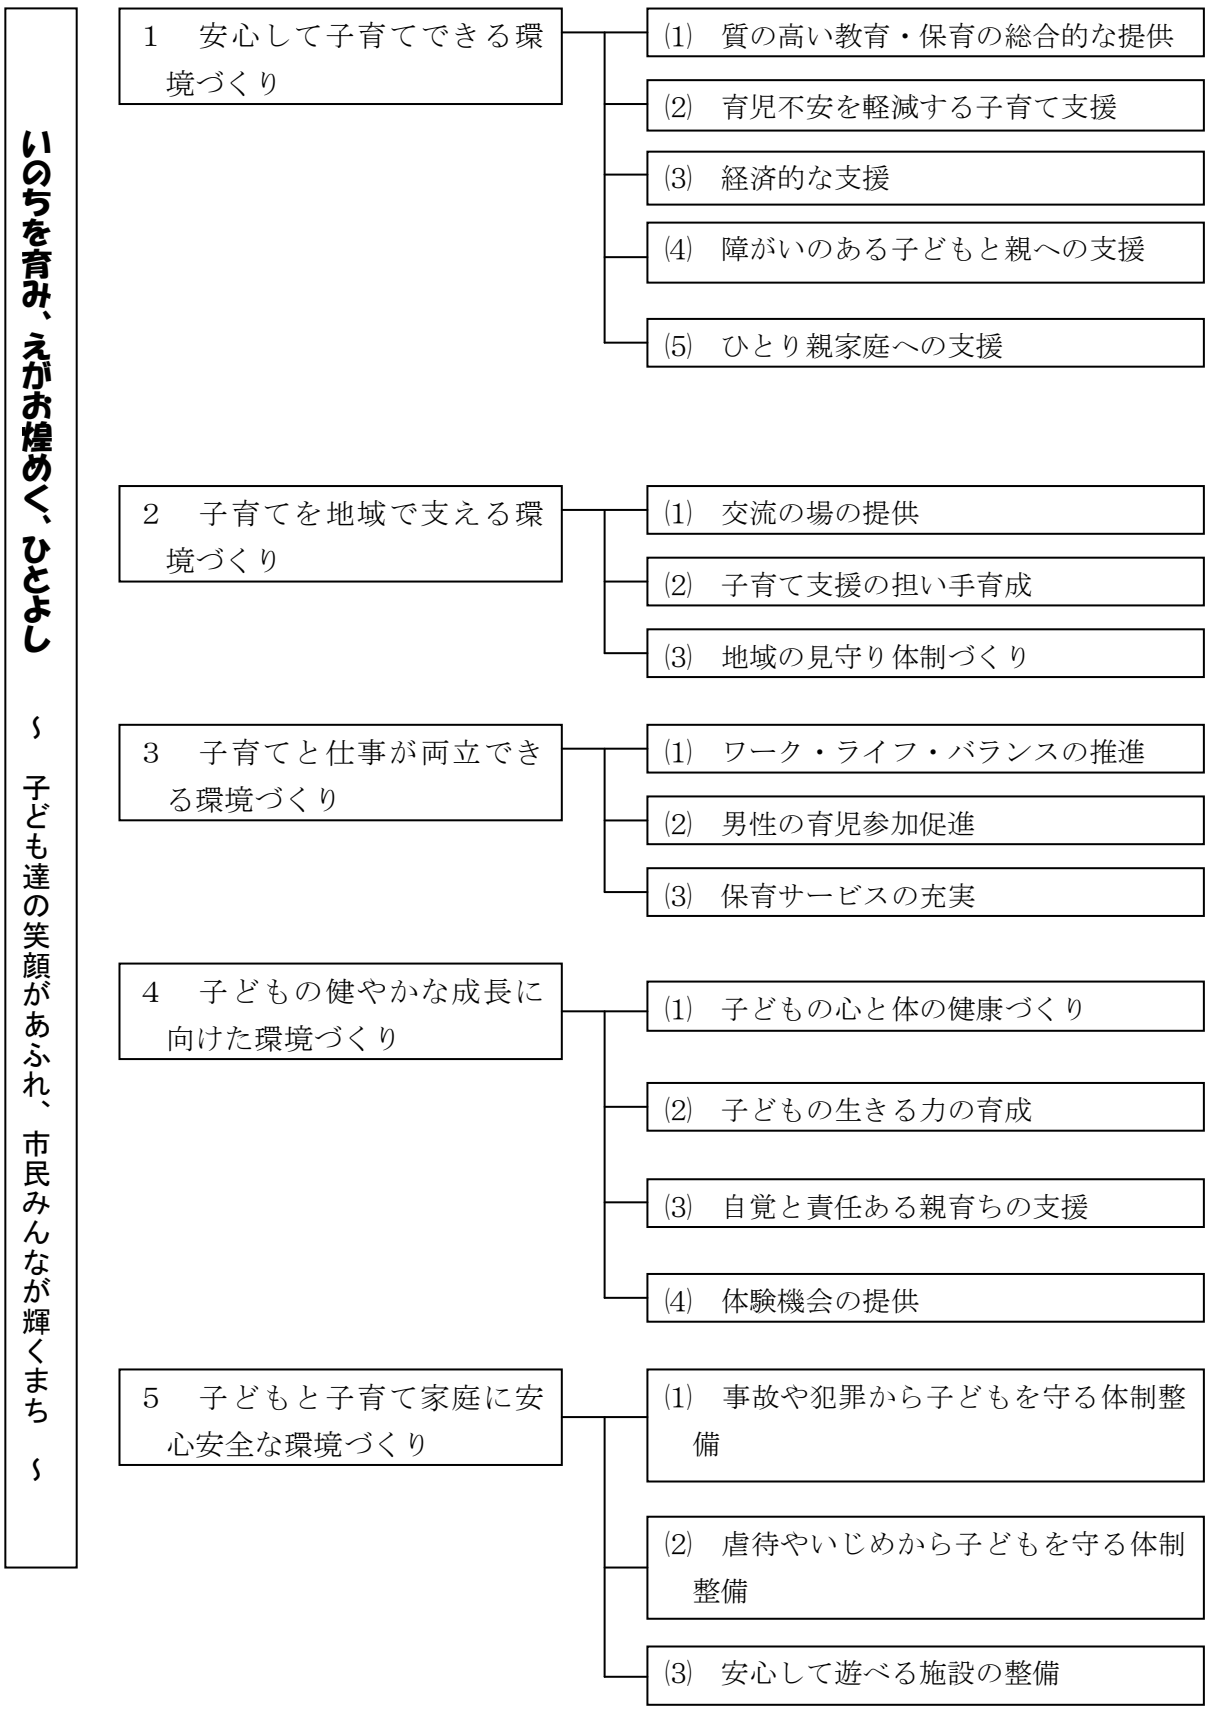 いのちを育み、えがお煌めく、ひとよし　～　子ども達の笑顔があふれ、市民みんなが輝くまち　～
１　安心して子育てできる環
境づくり
⑴　質の高い教育・保育の総合的な提供
⑵　育児不安を軽減する子育て支援
⑶　経済的な支援
⑷　障がいのある子どもと親への支援
⑸　ひとり親家庭への支援
２　子育てを地域で支える環
境づくり
⑴　交流の場の提供
⑵　子育て支援の担い手育成
⑶　地域の見守り体制づくり
３　子育てと仕事が両立でき
る環境づくり
⑴　ワーク・ライフ・バランスの推進
⑵　男性の育児参加促進
⑶　保育サービスの充実
４　子どもの健やかな成長に
向けた環境づくり
⑴　子どもの心と体の健康づくり
⑵　子どもの生きる力の育成
⑶　自覚と責任ある親育ちの支援
⑷　体験機会の提供
５　子どもと子育て家庭に安
心安全な環境づくり
⑴　事故や犯罪から子どもを守る体制整
備
⑵　虐待やいじめから子どもを守る体制
整備
⑶　安心して遊べる施設の整備